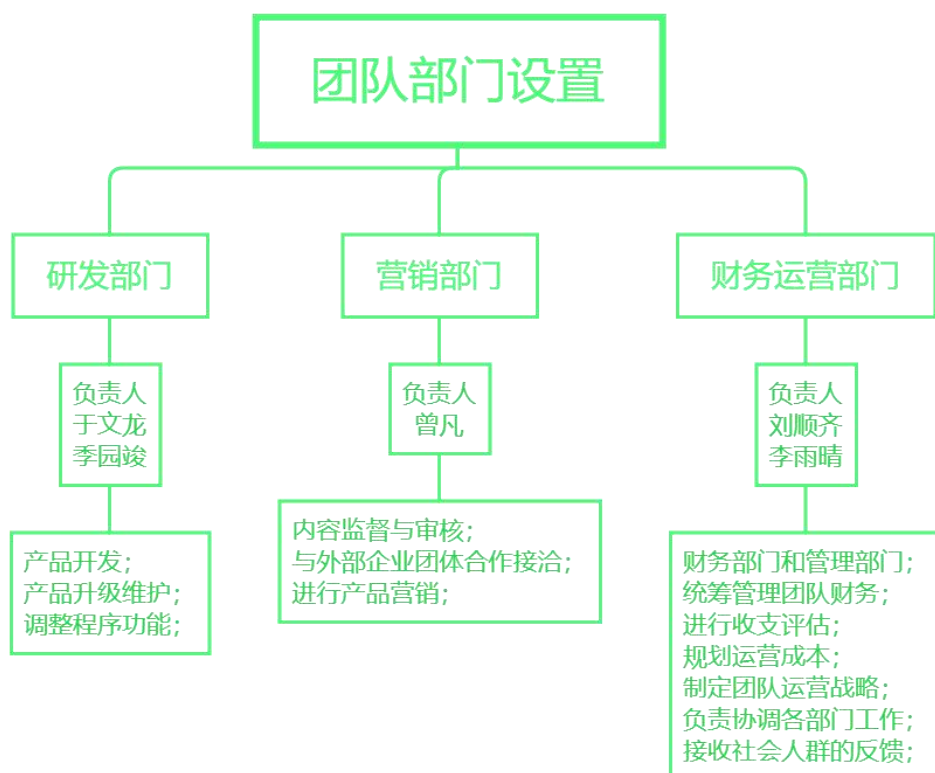 团队部门设置
研发部门
营销部门
财务运营部门
负责人
于文龙
季园竣
负责人
曾凡
负责人
刘顺齐
李雨晴
产品开发；
产品升级维护；
调整程序功能；
内容监督与审核；
与外部企业团体合作接洽；
进行产品营销；
财务部门和管理部门；
统筹管理团队财务；
进行收支评估；
规划运营成本；
制定团队运营战略；
负责协调各部门工作；
接收社会人群的反馈；